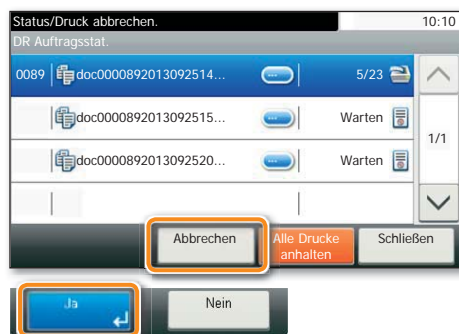 Status/Druck abbrechen. 10:10
DR Auftragsstat.
0089 doc0000892013092514... 5/23
doc0000892013092515... Warten
1/1
doc0000892013092520... Warten
Abbrechen Alle Drucke anhalten Schließen
Ja Nein